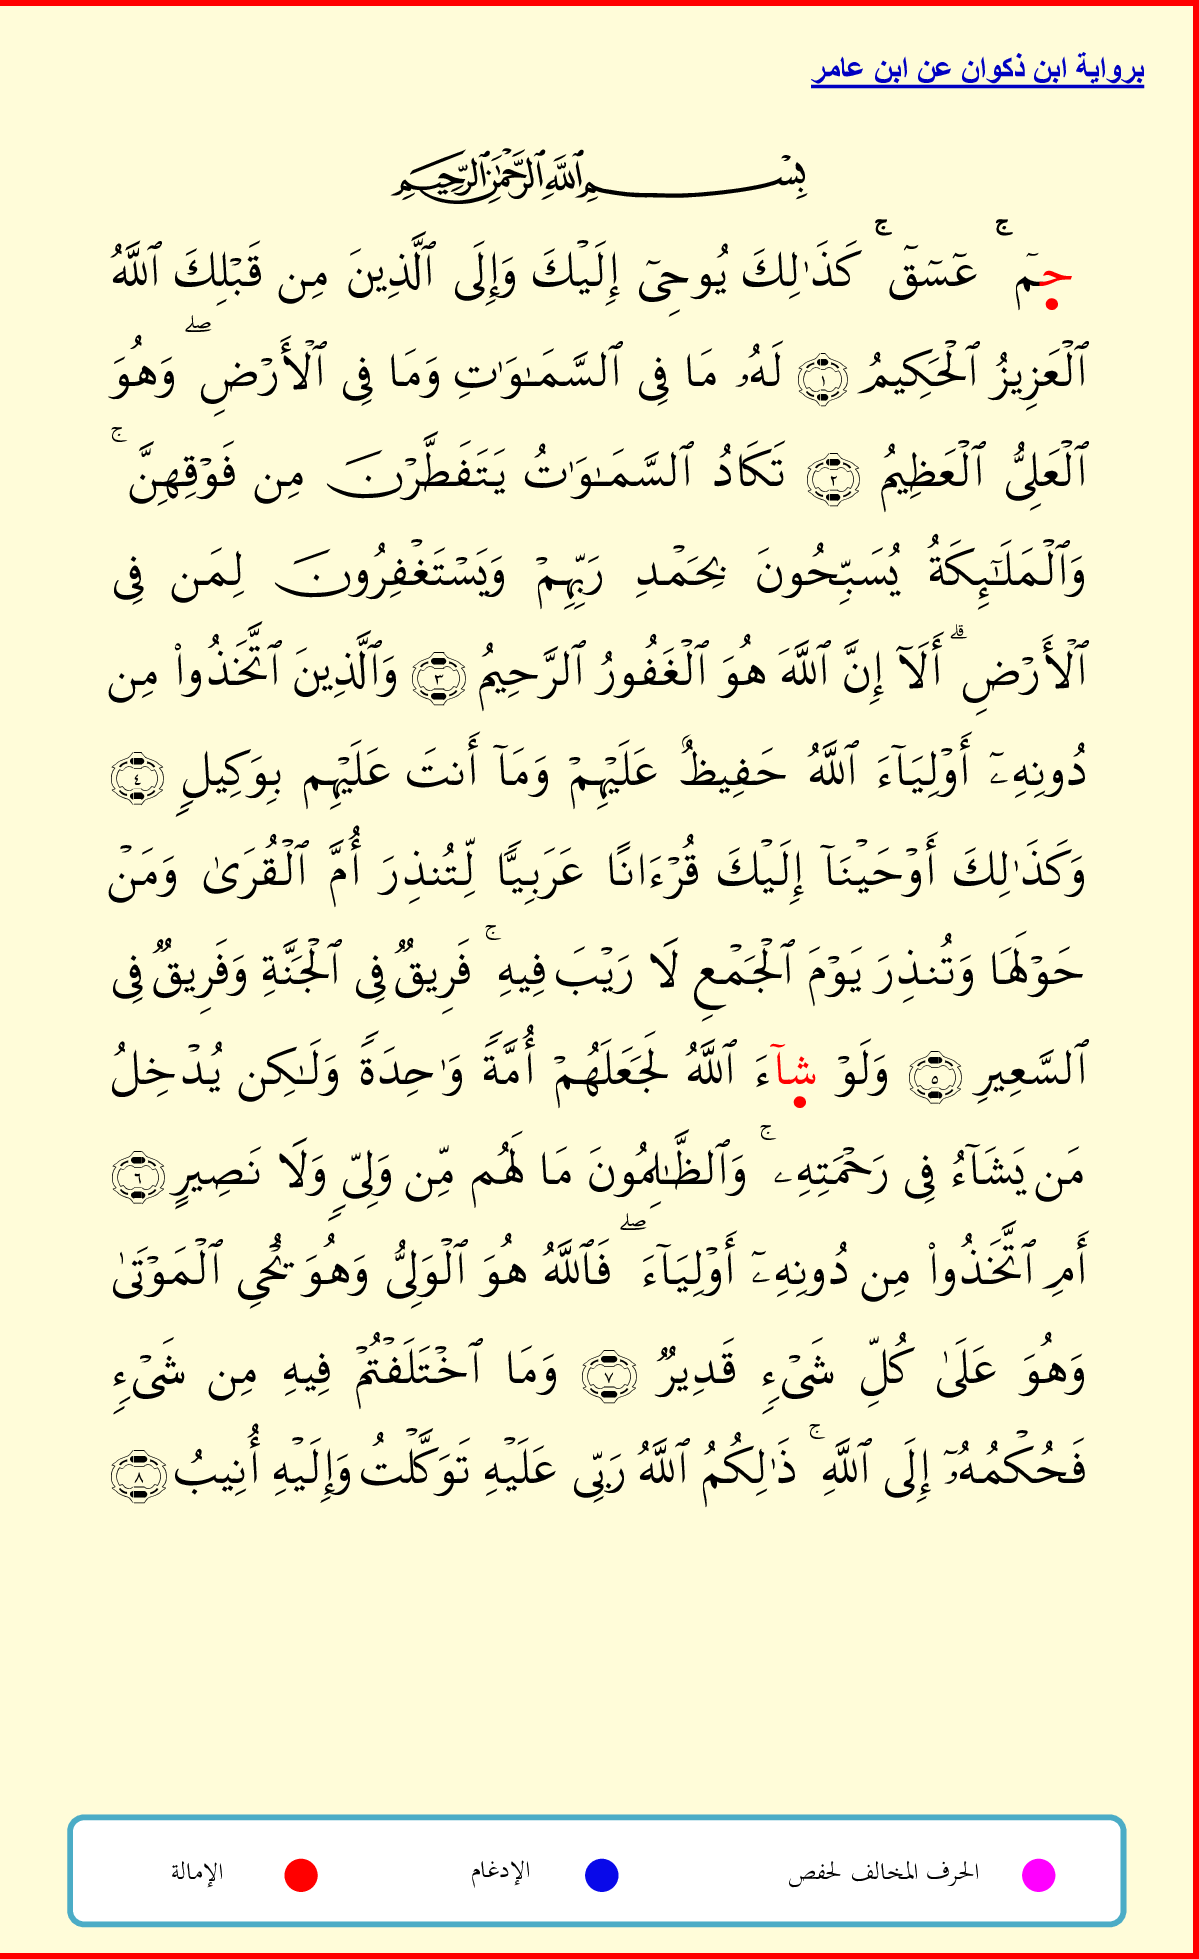 برواية ابن ذكوان عن ابن عامر
بِسْمِ ٱللَّهِ ٱلرَّحْمَٰنِ ٱلرَّحِيمِ
حمٓ ۚ عٓسٓقٓ ۚ كَذَٰلِكَ يُوحِىٓ إِلَيْكَ وَإِلَى ٱلَّذِينَ مِن قَبْلِكَ ٱللَّهُ
ٱلْعَزِيزُ ٱلْحَكِيمُ ١ لَهُۥ مَا فِى ٱلسَّمَـٰوَٰتِ وَمَا فِى ٱلْأَرْضِ ۖ وَهُوَ
ٱلْعَلِىُّ ٱلْعَظِيمُ ٢ تَكَادُ ٱلسَّمَـٰوَٰتُ يَتَفَطَّرْنَ مِن فَوْقِهِنَّ ۚ
وَٱلْمَلَـٰٓئِكَةُ يُسَبِّحُونَ بِحَمْدِ رَبِّهِمْ وَيَسْتَغْفِرُونَ لِمَن فِى
ٱلْأَرْضِ ۗ أَلَآ إِنَّ ٱللَّهَ هُوَ ٱلْغَفُورُ ٱلرَّحِيمُ ٣ وَٱلَّذِينَ ٱتَّخَذُوا۟ مِن
دُونِهِۦٓ أَوْلِيَآءَ ٱللَّهُ حَفِيظٌ عَلَيْهِمْ وَمَآ أَنتَ عَلَيْهِم بِوَكِيلٍ ٤
وَكَذَٰلِكَ أَوْحَيْنَآ إِلَيْكَ قُرْءَانًا عَرَبِيًّا لِّتُنذِرَ أُمَّ ٱلْقُرَىٰ وَمَنْ
حَوْلَهَا وَتُنذِرَ يَوْمَ ٱلْجَمْعِ لَا رَيْبَ فِيهِ ۚ فَرِيقٌ فِى ٱلْجَنَّةِ وَفَرِيقٌ فِى
ٱلسَّعِيرِ ٥ وَلَوْ شَآءَ ٱللَّهُ لَجَعَلَهُمْ أُمَّةً وَٰحِدَةً وَلَـٰكِن يُدْخِلُ
مَن يَشَآءُ فِى رَحْمَتِهِۦ ۚ وَٱلظَّـٰلِمُونَ مَا لَهُم مِّن وَلِىٍّ وَلَا نَصِيرٍ ٦
أَمِ ٱتَّخَذُوا۟ مِن دُونِهِۦٓ أَوْلِيَآءَ ۖ فَٱللَّهُ هُوَ ٱلْوَلِىُّ وَهُوَ يُحْىِ ٱلْمَوْتَىٰ
وَهُوَ عَلَىٰ كُلِّ شَىْءٍ قَدِيرٌ ٧ وَمَا ٱخْتَلَفْتُمْ فِيهِ مِن شَىْءٍ
فَحُكْمُهُۥٓ إِلَى ٱللَّهِ ۚ ذَٰلِكُمُ ٱللَّهُ رَبِّى عَلَيْهِ تَوَكَّلْتُ وَإِلَيْهِ أُنِيبُ ٨
الحرف المخالف لحفص الإدغام الإمالة